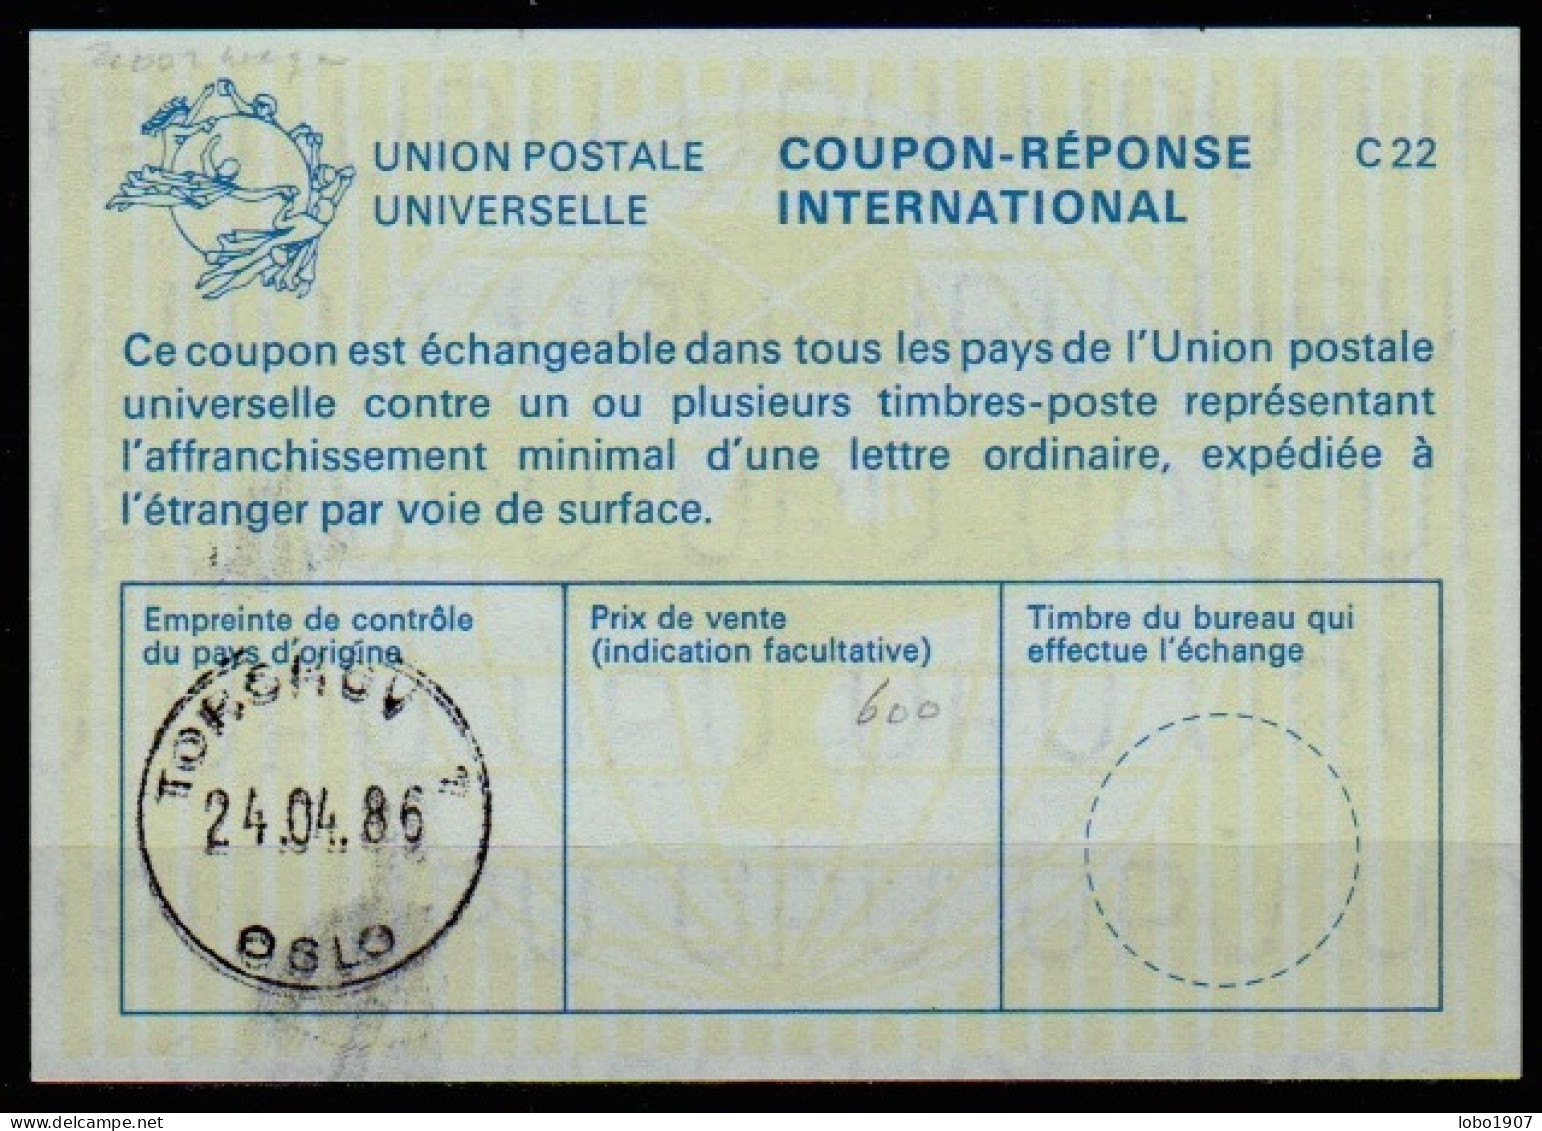 UNION POSTALE
UNIVERSELLE
COUPON-RÉPONSE
INTERNATIONAL
C 22
Ce coupon est échangeable dans tous les pays de l'Union postale
universelle contre un ou plusieurs timbres-poste représentant
l'affranchissement minimal d'une lettre ordinaire, expédiée à
l'étranger par voie de surface.
Empreinte de contrôle
du pays d'origine
Prix de vente
(indication facultative)
Timbre du bureau qui
effectue l'échange
600
TORSHOV
24.04.86
OSLO
lobo1907